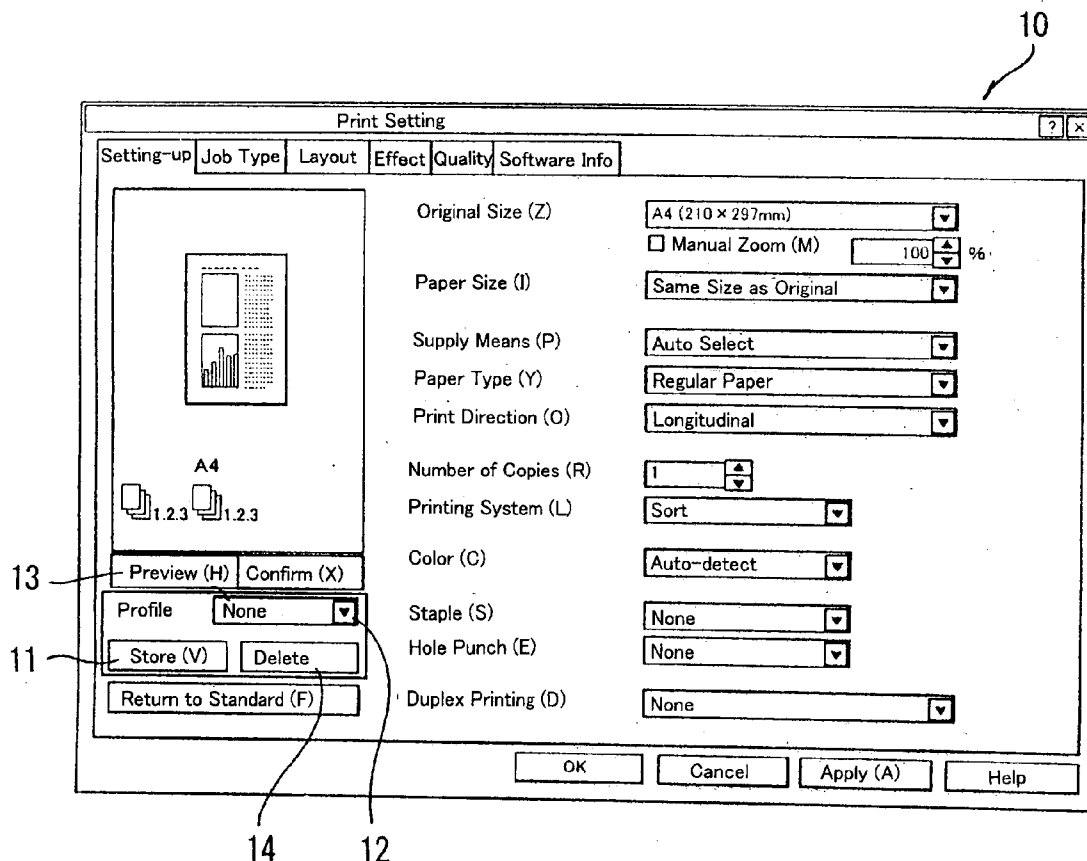 10
Print Setting
? ×
Setting-up Job Type Layout Effect Quality Software Info
Original Size (Z) A4 (210 × 297mm)
Manual Zoom (M) 100 %
Paper Size (I) Same Size as Original
Supply Means (P) Auto Select
Paper Type (Y) Regular Paper
Print Direction (O) Longitudinal
A4
1.2.3 1.2.3
Number of Copies (R) 1
Printing System (L) Sort
Color (C) Auto-detect
13 Preview (H) Confirm (X)
Profile None
Staple (S) None
Hole Punch (E) None
11 Store (V) Delete
Return to Standard (F)
Duplex Printing (D) None
OK Cancel Apply (A) Help
14 12